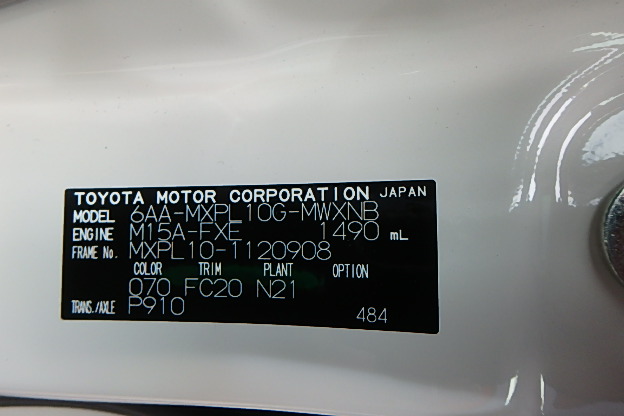 TOYOTA MOTOR CORPORATION JAPAN
MODEL 6AA-MXPL10G-MWXNB
ENGINE M15A-FXE 1490 mL
FRAME No. MXPL10-1120908
COLOR TRIM PLANT OPTION
070 FC20 N21
TRANS./AXLE P910 484